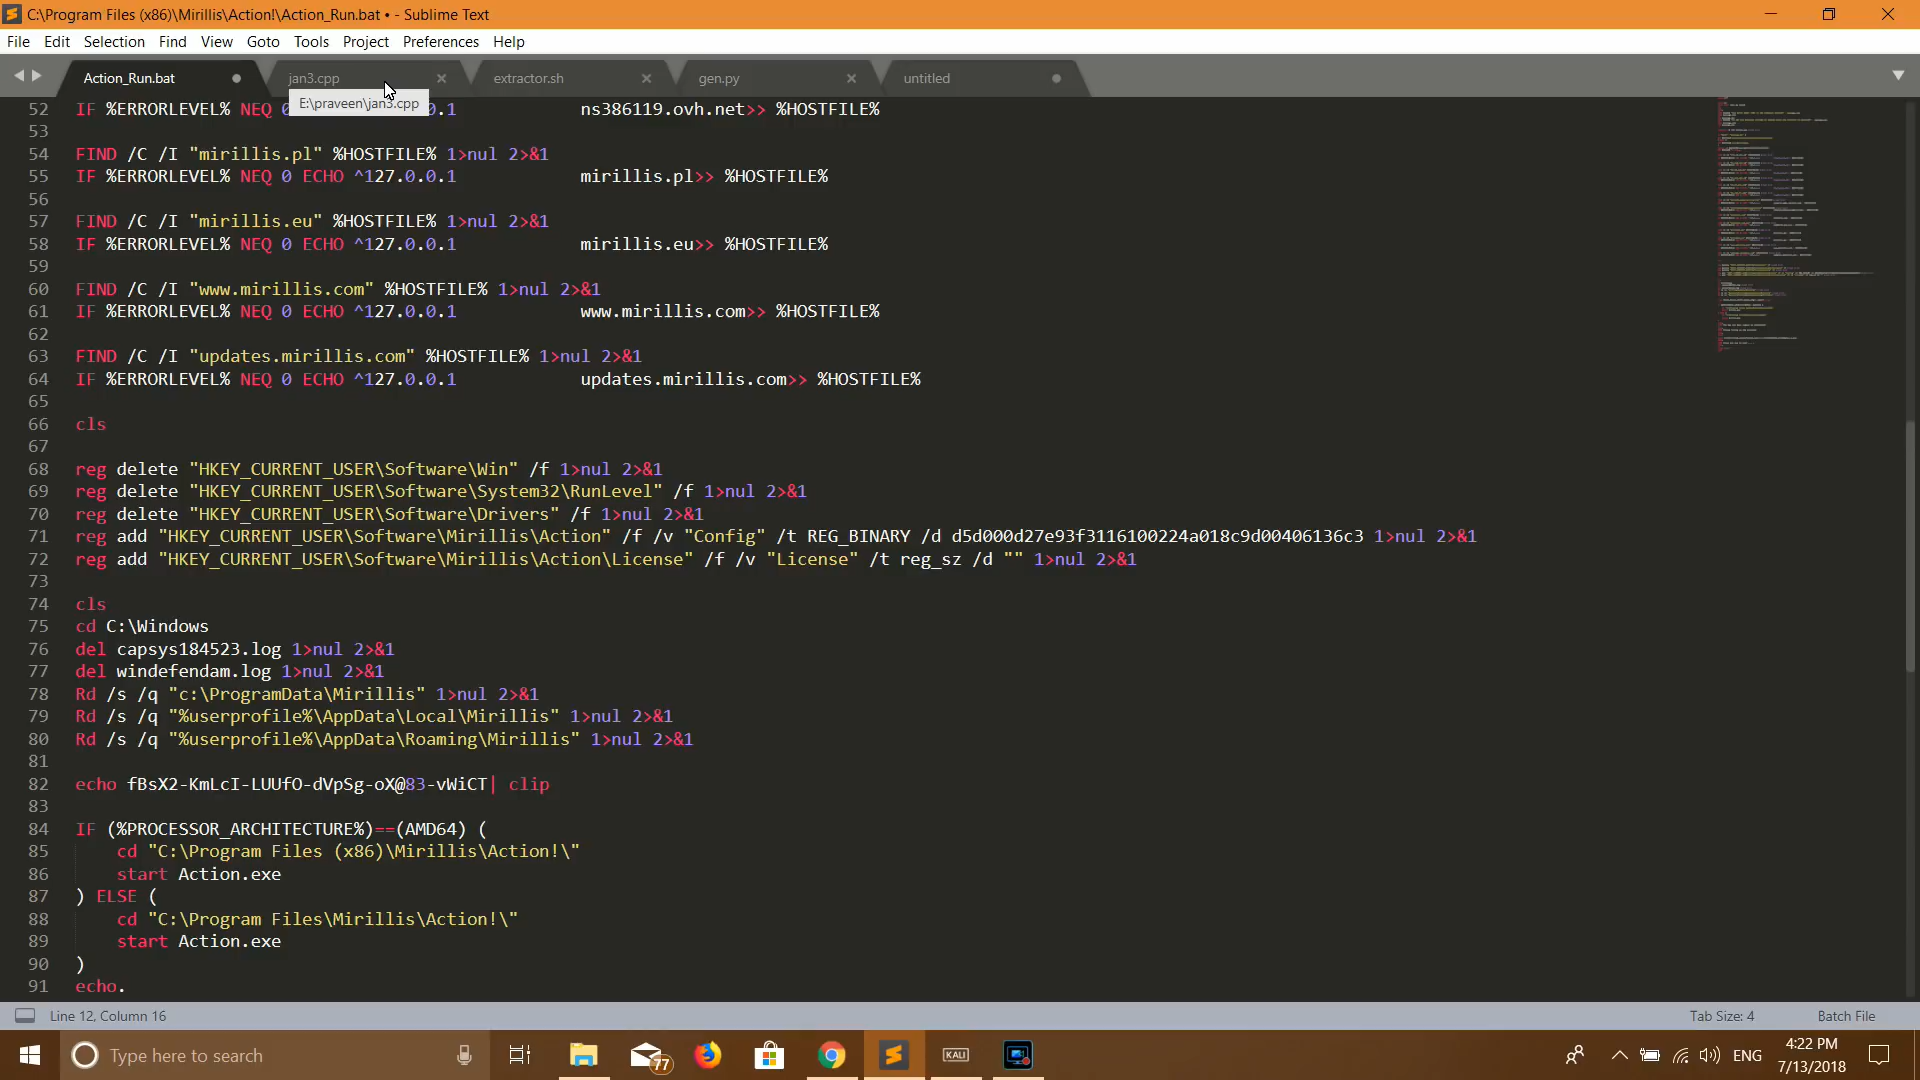 C:\Program Files (x86)\Mirillis\Action!\Action_Run.bat • - Sublime Text
File Edit Selection Find View Goto Tools Project Preferences Help
Action_Run.bat jan3.cpp extractor.sh gen.py untitled
E:\praveen\jan3.cpp
52 IF %ERRORLEVEL% NEQ 0.1 ns386119.ovh.net>> %HOSTFILE%
53
54 FIND /C /I "mirillis.pl" %HOSTFILE% 1>nul 2>&1
55 IF %ERRORLEVEL% NEQ 0 ECHO ^127.0.0.1 mirillis.pl>> %HOSTFILE%
56
57 FIND /C /I "mirillis.eu" %HOSTFILE% 1>nul 2>&1
58 IF %ERRORLEVEL% NEQ 0 ECHO ^127.0.0.1 mirillis.eu>> %HOSTFILE%
59
60 FIND /C /I "www.mirillis.com" %HOSTFILE% 1>nul 2>&1
61 IF %ERRORLEVEL% NEQ 0 ECHO ^127.0.0.1 www.mirillis.com>> %HOSTFILE%
62
63 FIND /C /I "updates.mirillis.com" %HOSTFILE% 1>nul 2>&1
64 IF %ERRORLEVEL% NEQ 0 ECHO ^127.0.0.1 updates.mirillis.com>> %HOSTFILE%
65
66 cls
67
68 reg delete "HKEY_CURRENT_USER\Software\Win" /f 1>nul 2>&1
69 reg delete "HKEY_CURRENT_USER\Software\System32\RunLevel" /f 1>nul 2>&1
70 reg delete "HKEY_CURRENT_USER\Software\Drivers" /f 1>nul 2>&1
71 reg add "HKEY_CURRENT_USER\Software\Mirillis\Action" /f /v "Config" /t REG_BINARY /d d5d000d27e93f3116100224a018c9d00406136c3 1>nul 2>&1
72 reg add "HKEY_CURRENT_USER\Software\Mirillis\Action\License" /f /v "License" /t reg_sz /d "" 1>nul 2>&1
73
74 cls
75 cd C:\Windows
76 del capsys184523.log 1>nul 2>&1
77 del windefendam.log 1>nul 2>&1
78 Rd /s /q "c:\ProgramData\Mirillis" 1>nul 2>&1
79 Rd /s /q "%userprofile%\AppData\Local\Mirillis" 1>nul 2>&1
80 Rd /s /q "%userprofile%\AppData\Roaming\Mirillis" 1>nul 2>&1
81
82 echo fBsX2-KmLcI-LUUfO-dVpSg-oX@83-vWiCT| clip
83
84 IF (%PROCESSOR_ARCHITECTURE%)==(AMD64) (
85 cd "C:\Program Files (x86)\Mirillis\Action!\"
86 start Action.exe
87 ) ELSE (
88 cd "C:\Program Files\Mirillis\Action!\"
89 start Action.exe
90 )
91 echo.
Line 12, Column 16 Tab Size: 4 Batch File
Type here to search 77 KALI ENG 4:22 PM
7/13/2018